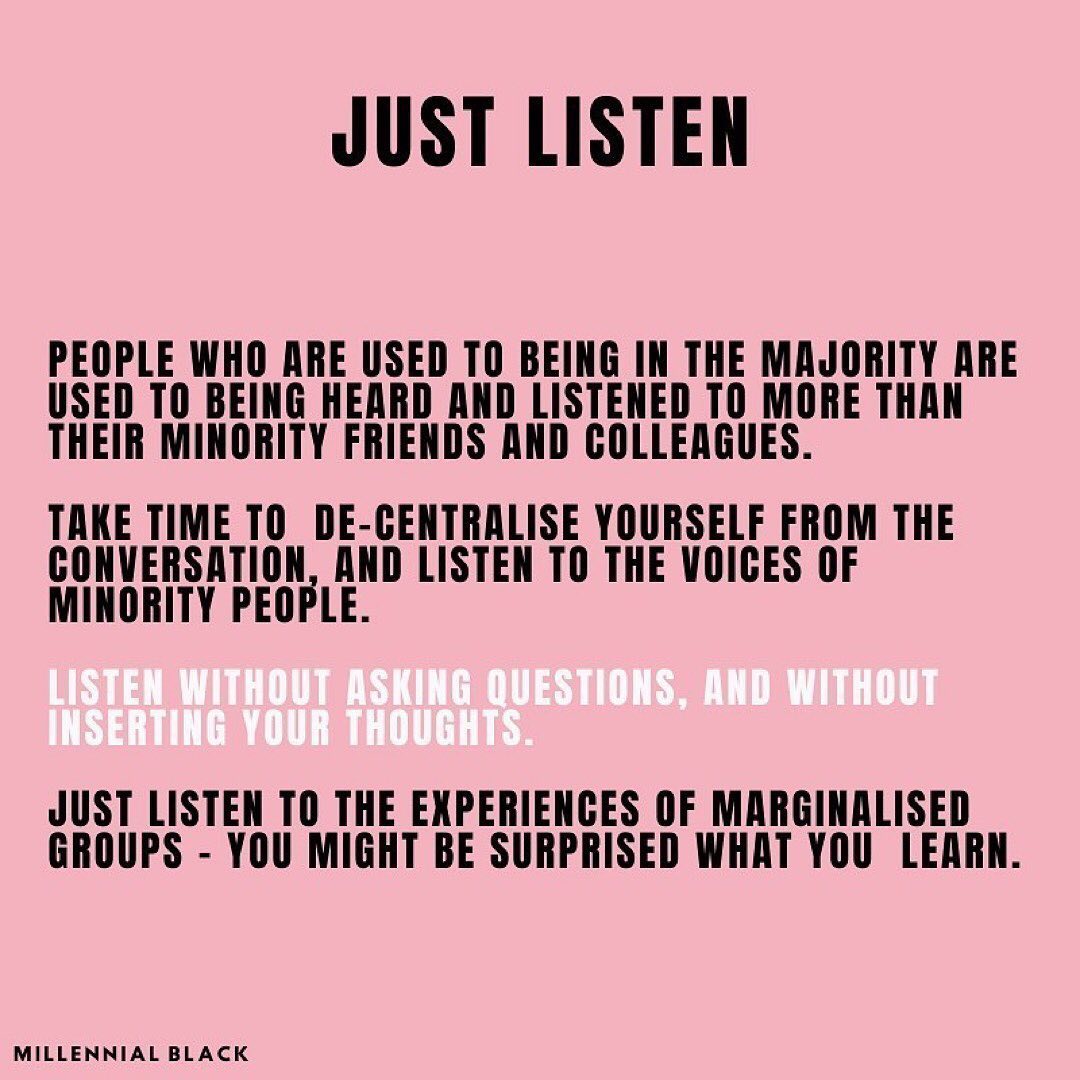 JUST LISTEN
PEOPLE WHO ARE USED TO BEING IN THE MAJORITY ARE
USED TO BEING HEARD AND LISTENED TO MORE THAN
THEIR MINORITY FRIENDS AND COLLEAGUES.
TAKE TIME TO DE-CENTRALISE YOURSELF FROM THE
CONVERSATION, AND LISTEN TO THE VOICES OF
MINORITY PEOPLE.
LISTEN WITHOUT ASKING QUESTIONS, AND WITHOUT
INSERTING YOUR THOUGHTS.
JUST LISTEN TO THE EXPERIENCES OF MARGINALISED
GROUPS - YOU MIGHT BE SURPRISED WHAT YOU LEARN.
MILLENNIAL BLACK